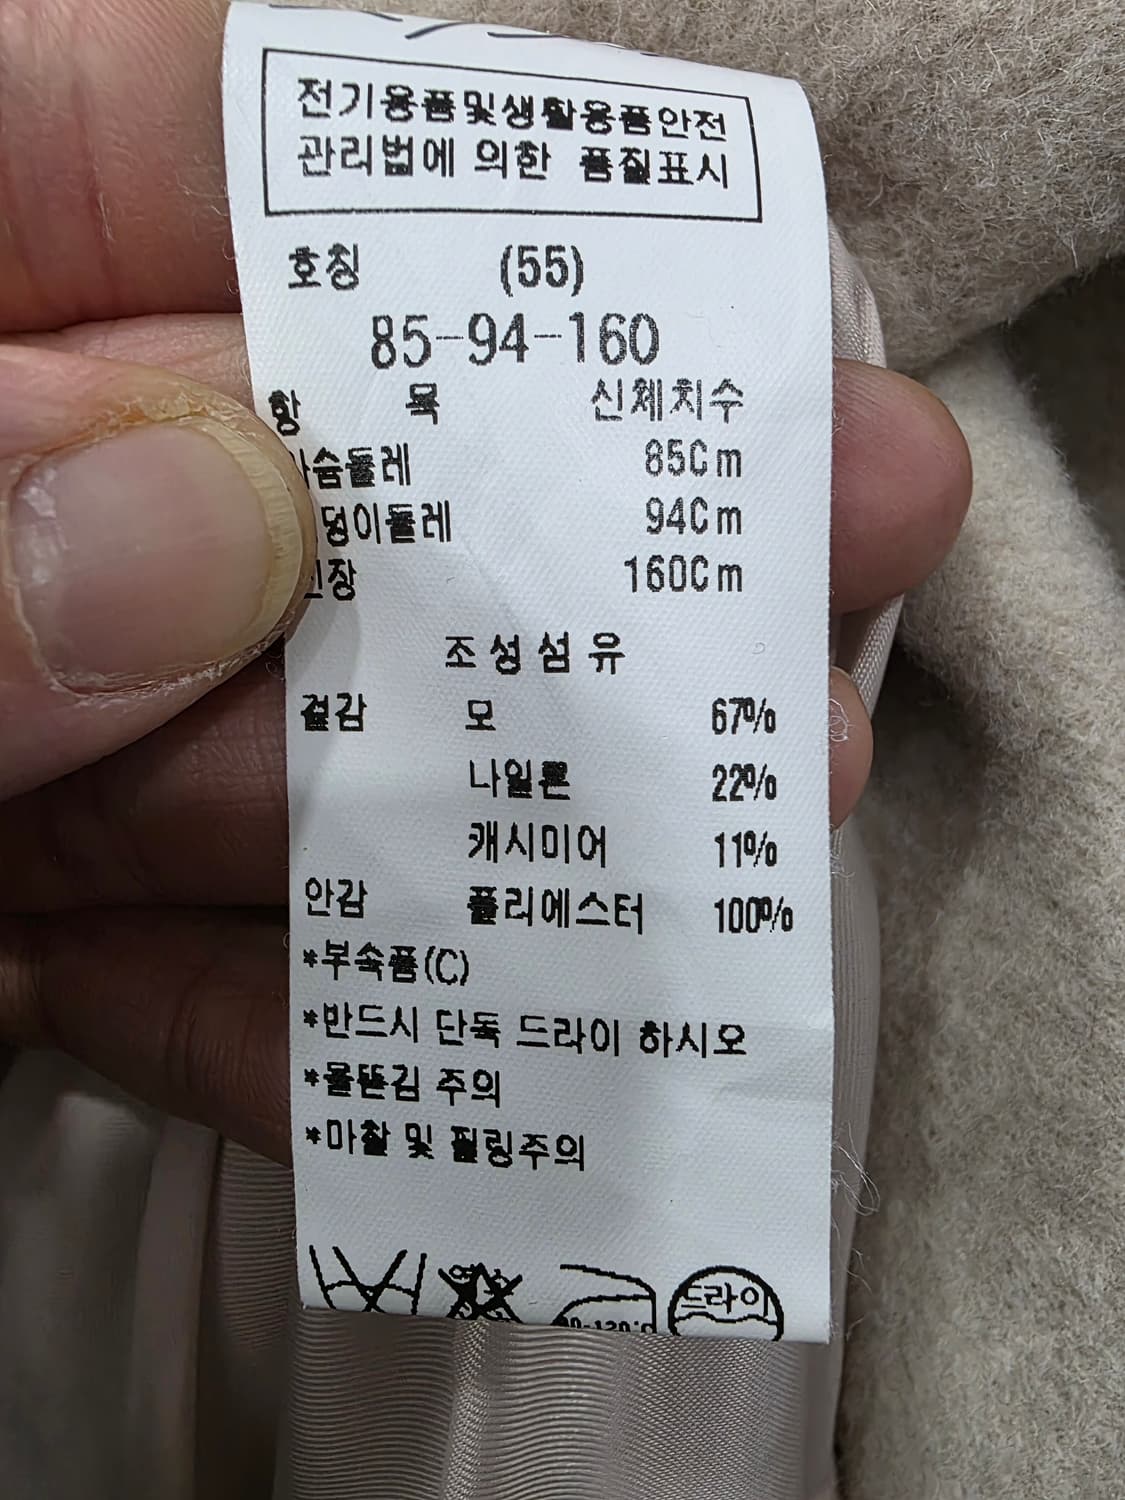 전기용품및생활용품안전
관리법에 의한 품질표시
호칭 (55)
85-94-160
항 목 신체치수
슴둘레 85Cm
덩이둘레 94Cm
장 160Cm
조성섬유
겉감 모 67%
나일론 22%
캐시미어 11%
안감 폴리에스터 100%
*부속품(C)
*반드시 단독 드라이 하시오
*물뜯김 주의
*마찰 및 필링주의
드라이